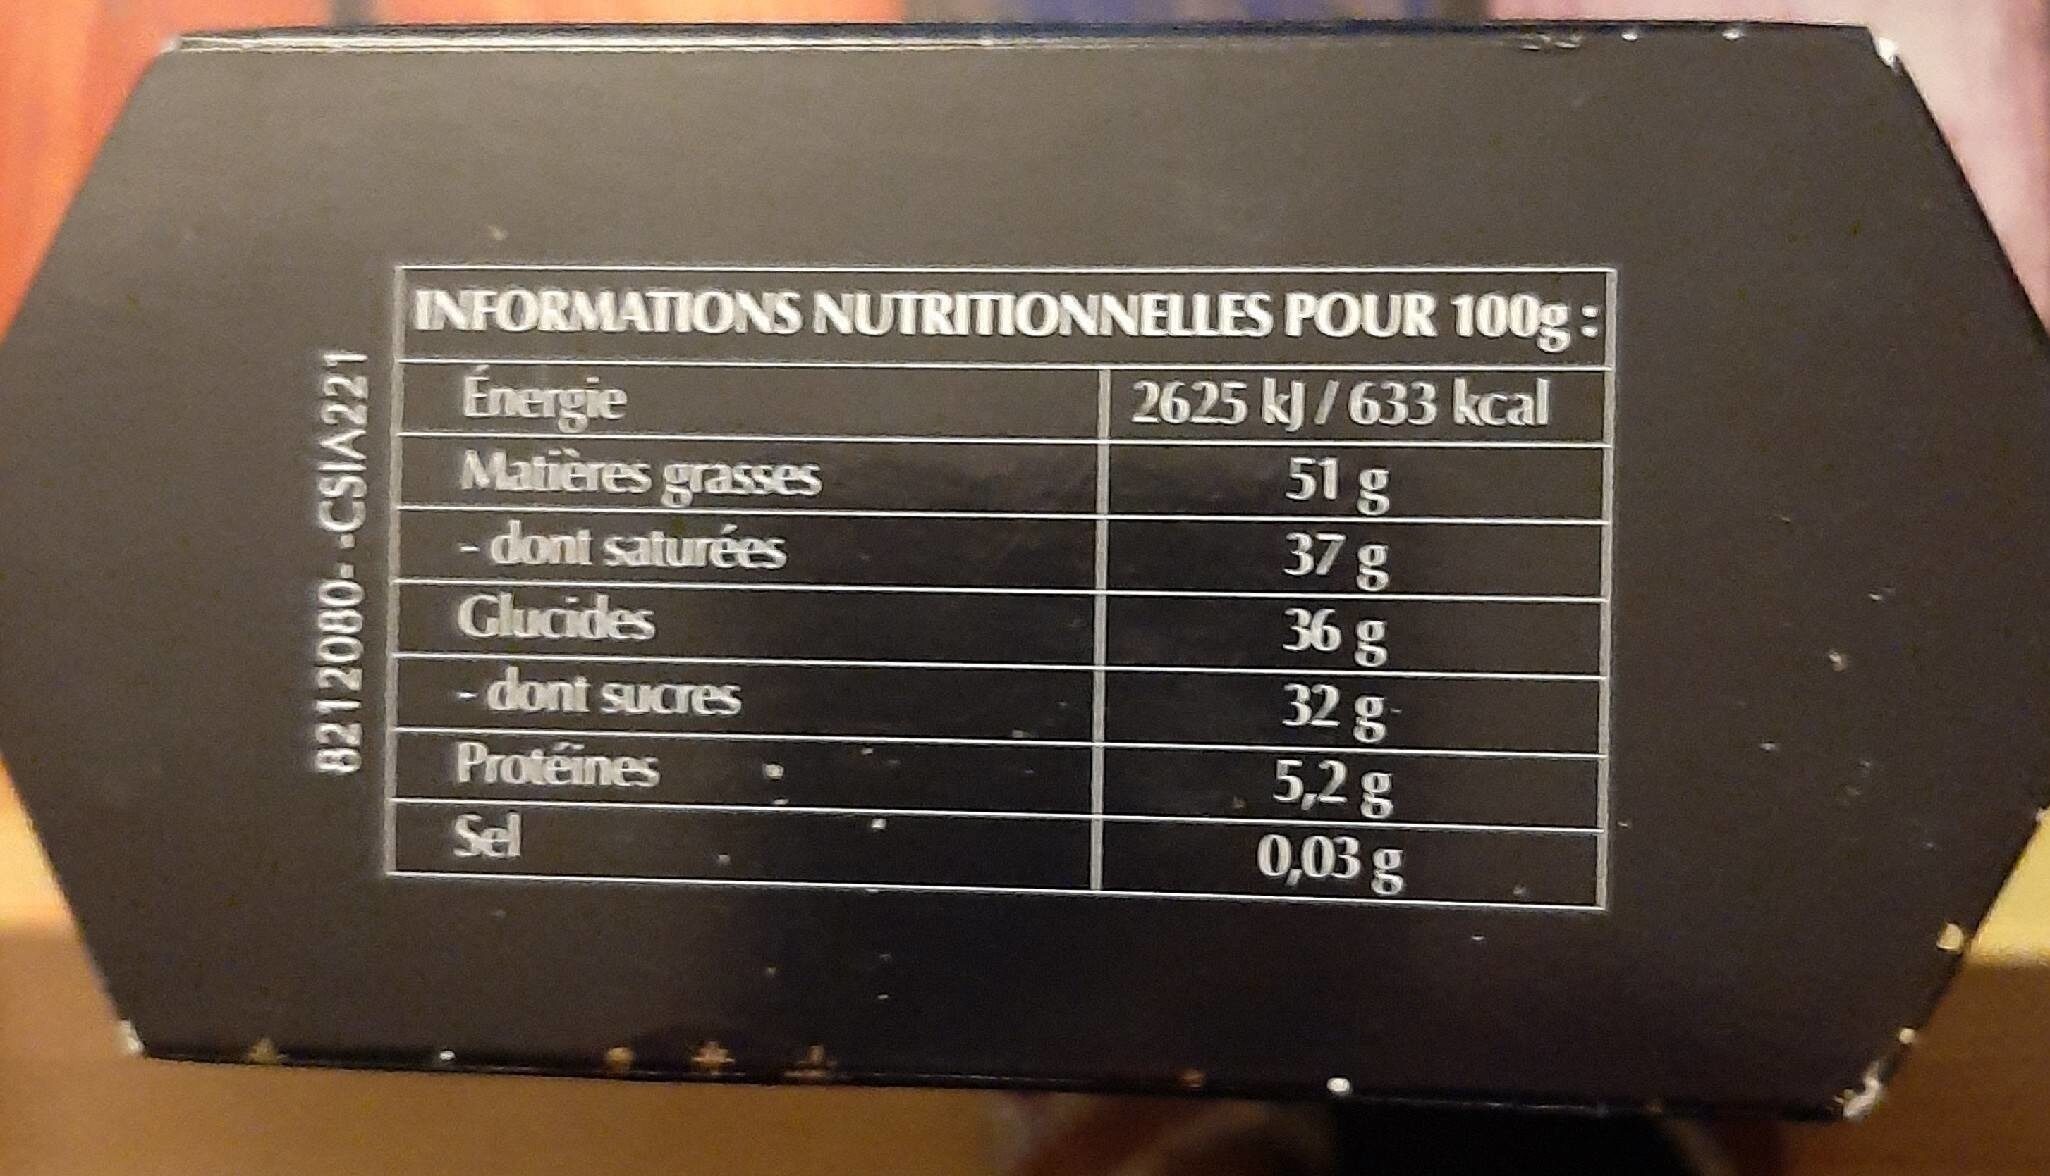 INFORMATIONS NUTRITIONNELLES POUR 100g :
Énergie 2625 kJ / 633 kcal
Matières grasses 51 g
- dont saturées 37 g
Glucides 36 g
- dont sucres 32 g
Protéines 5,2 g
Sel 0,03 g
8212080- -CSIA221